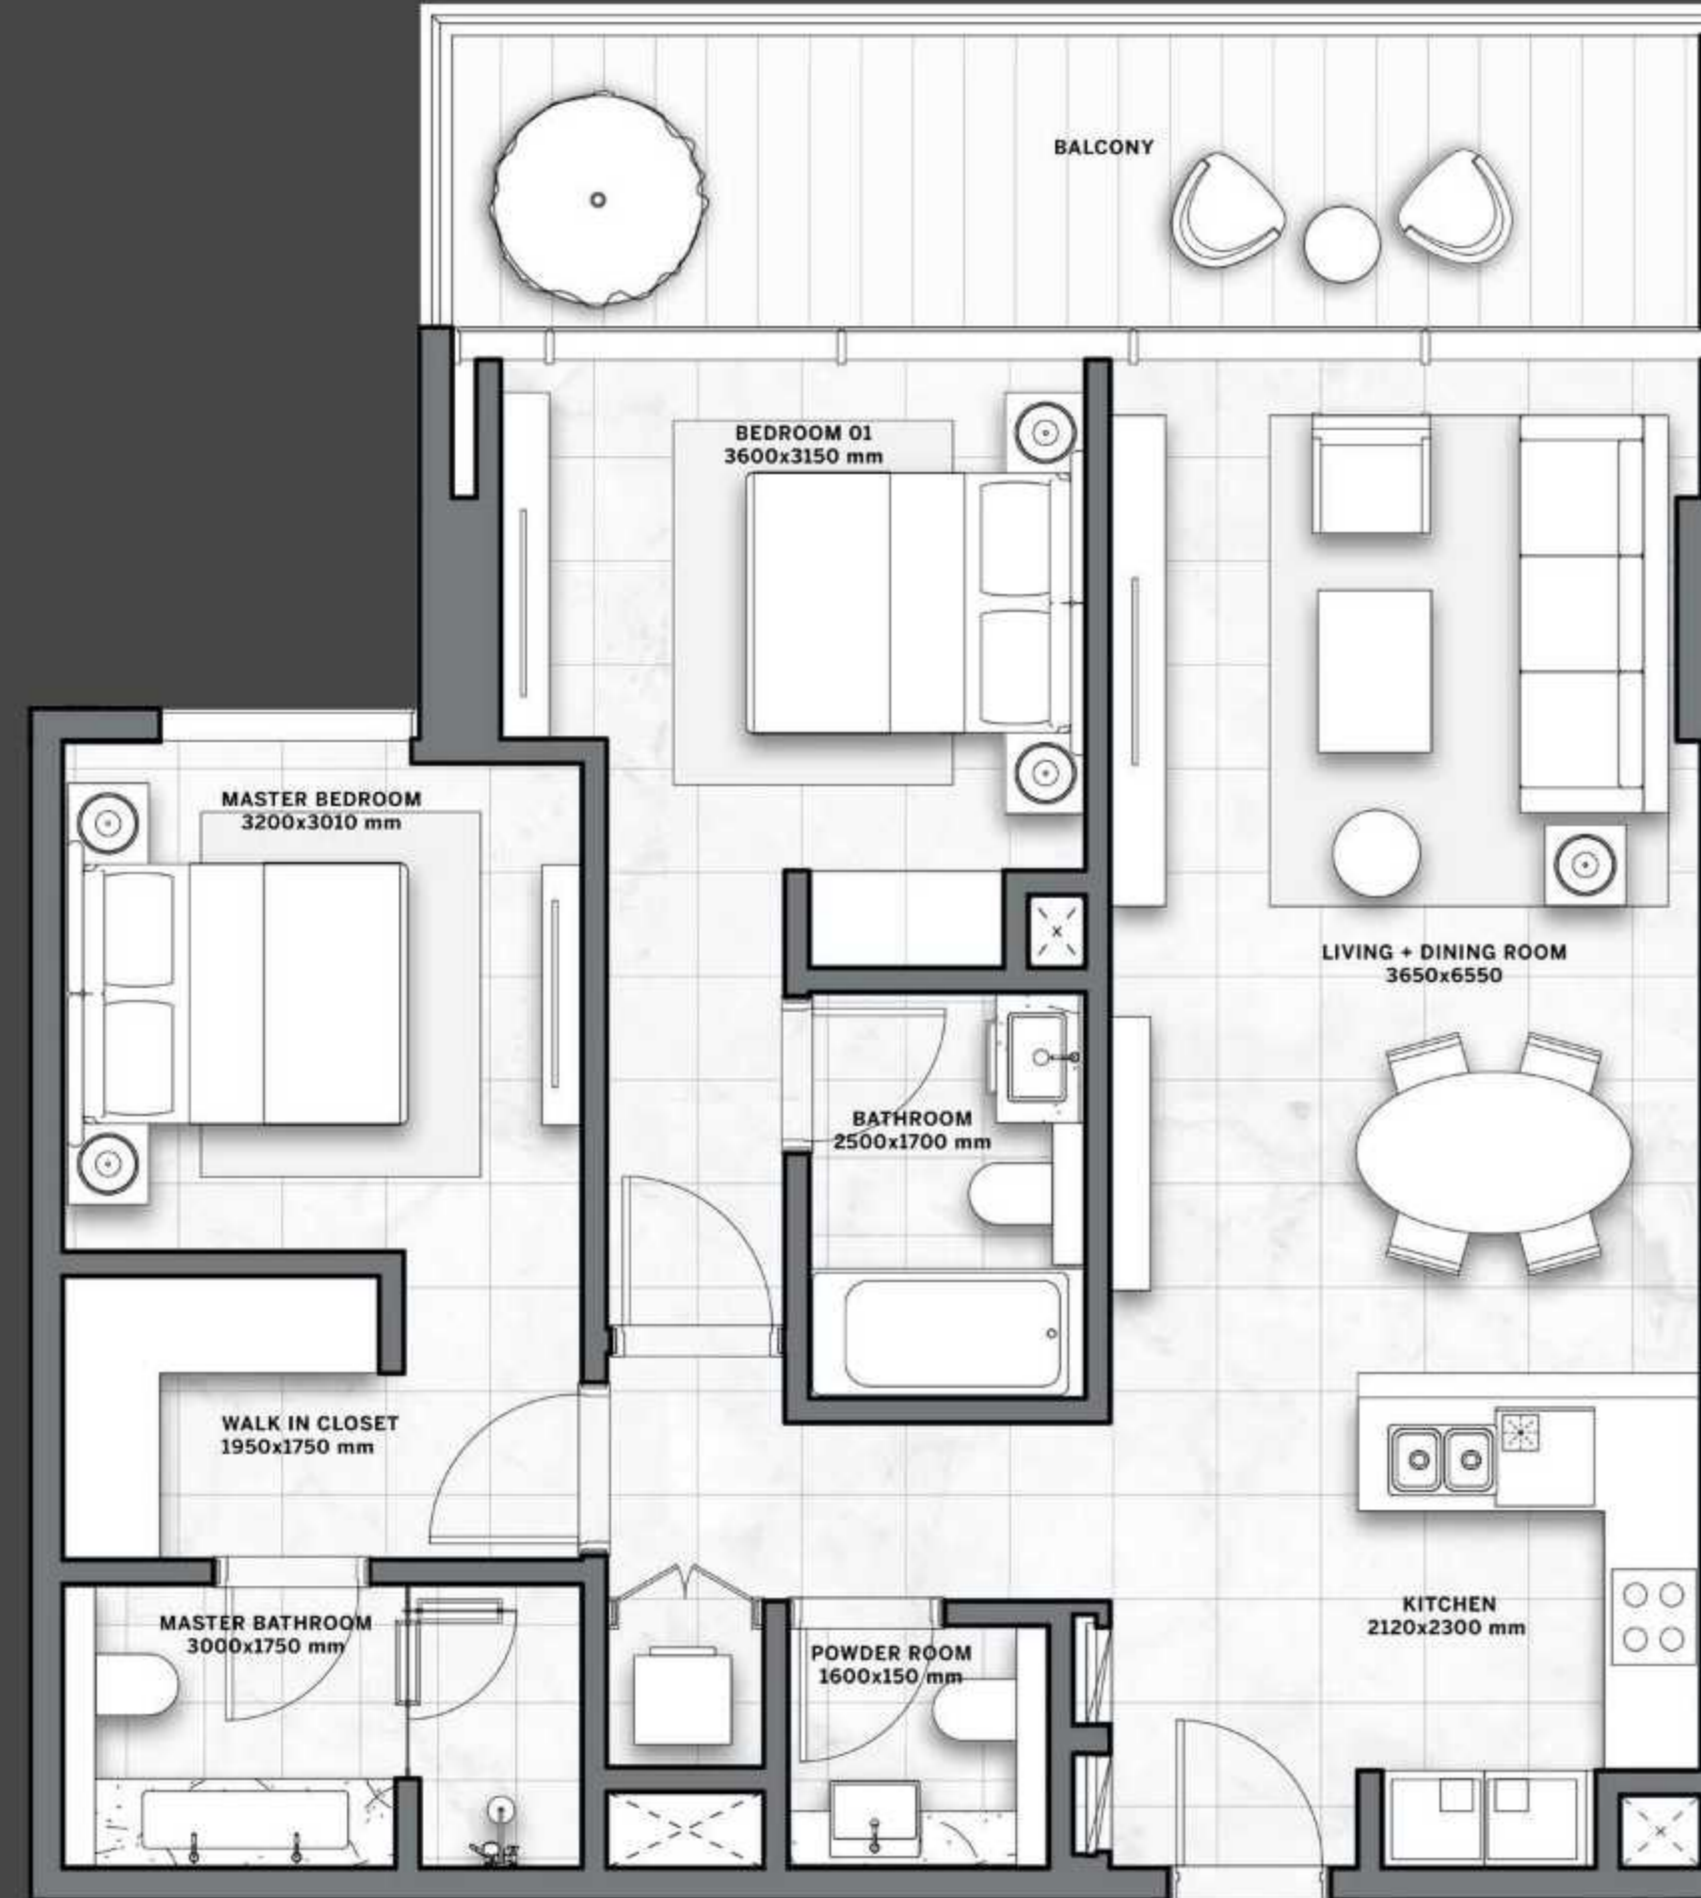 BALCONY
BEDROOM 01
3600x3150 mm
MASTER BEDROOM
3200x3010 mm
LIVING + DINING ROOM
3650x6550
BATHROOM
2500x1700 mm
WALK IN CLOSET
1950x1750 mm
KITCHEN
2120x2300 mm
MASTER BATHROOM
3000x1750 mm
POWDER ROOM
1600x150 mm